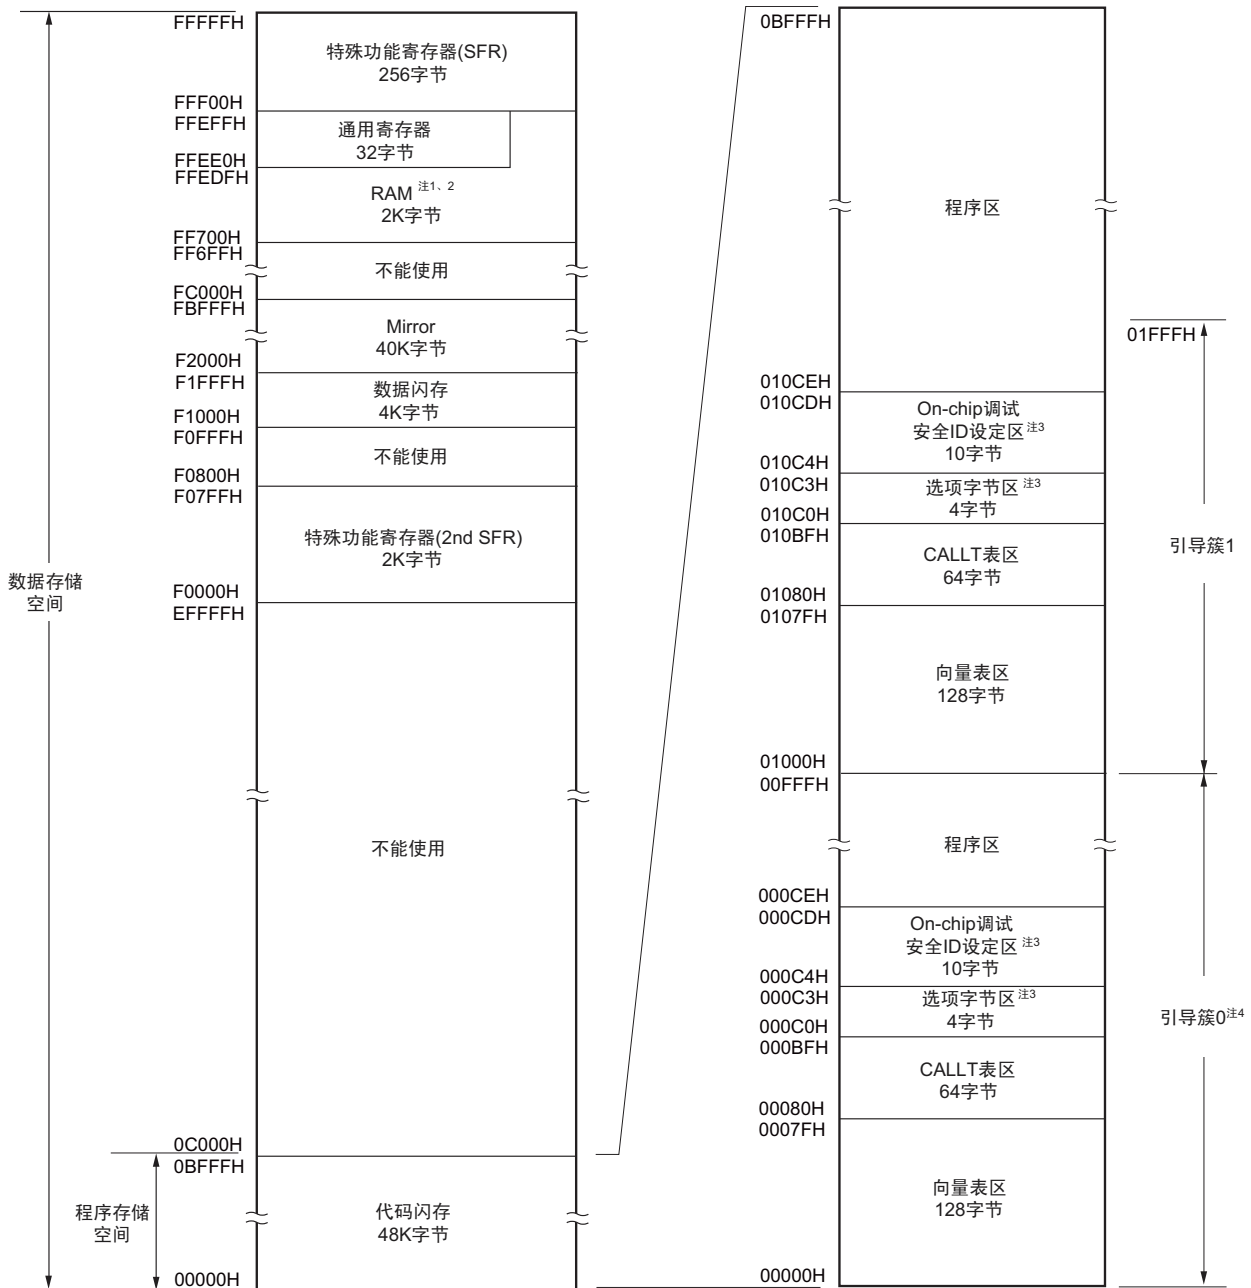 FFFFFH
特殊功能寄存器(SFR)
256字节
FFF00H
FFEFFH
通用寄存器
32字节
FFEE0H
FFEDFH
RAM 注1、2
2K字节
FF700H
FF6FFH
不能使用
FC000H
FBFFFH
Mirror
40K字节
F2000H
F1FFFH
数据闪存
4K字节
F1000H
F0FFFH
不能使用
F0800H
F07FFH
特殊功能寄存器(2nd SFR)
2K字节
F0000H
EFFFFH
数据存储
空间
不能使用
0C000H
0BFFFH
程序存储
空间
代码闪存
48K字节
00000H
0BFFFH
程序区
01FFFH
010CEH
010CDH
On-chip调试
安全ID设定区 注3
10字节
010C4H
010C3H
选项字节区 注3
4字节
010C0H
010BFH
CALLT表区
64字节
引导簇1
01080H
0107FH
向量表区
128字节
01000H
00FFFH
程序区
000CEH
000CDH
On-chip调试
安全ID设定区 注3
10字节
000C4H
000C3H
选项字节区 注3
4字节
引导簇0注4
000C0H
000BFH
CALLT表区
64字节
00080H
0007FH
向量表区
128字节
00000H